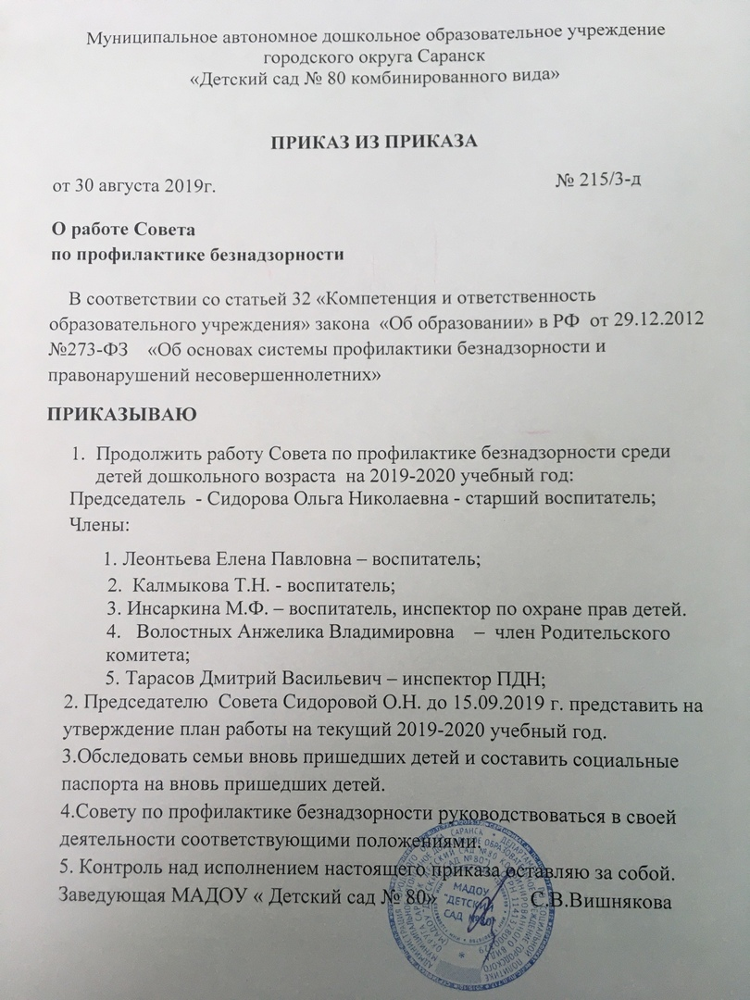 Муниципальное автономное дошкольное образовательное учреждение
городского округа Саранск
«Детский сад № 80 комбинированного вида»
ПРИКАЗ ИЗ ПРИКАЗА
от 30 августа 2019г. № 215/3-д
О работе Совета
по профилактике безнадзорности
В соответствии со статьей 32 «Компетенция и ответственность
образовательного учреждения» закона «Об образовании» в РФ от 29.12.2012
№273-ФЗ «Об основах системы профилактики безнадзорности и
правонарушений несовершеннолетних»
ПРИКАЗЫВАЮ
1. Продолжить работу Совета по профилактике безнадзорности среди
детей дошкольного возраста на 2019-2020 учебный год:
Председатель - Сидорова Ольга Николаевна - старший воспитатель;
Члены:
1. Леонтьева Елена Павловна – воспитатель;
2. Калмыкова Т.Н. - воспитатель;
3. Инсаркина М.Ф. – воспитатель, инспектор по охране прав детей.
4. Волостных Анжелика Владимировна – член Родительского
комитета;
5. Тарасов Дмитрий Васильевич – инспектор ПДН;
2. Председателю Совета Сидоровой О.Н. до 15.09.2019 г. представить на
утверждение план работы на текущий 2019-2020 учебный год.
3.Обследовать семьи вновь пришедших детей и составить социальные
паспорта на вновь пришедших детей.
4.Совету по профилактике безнадзорности руководствоваться в своей
деятельности соответствующими положениями.
5. Контроль над исполнением настоящего приказа оставляю за собой.
Заведующая МАДОУ « Детский сад № 80» С.В.Вишнякова
МАДОУ
"ДЕТСКИЙ
САД №80"